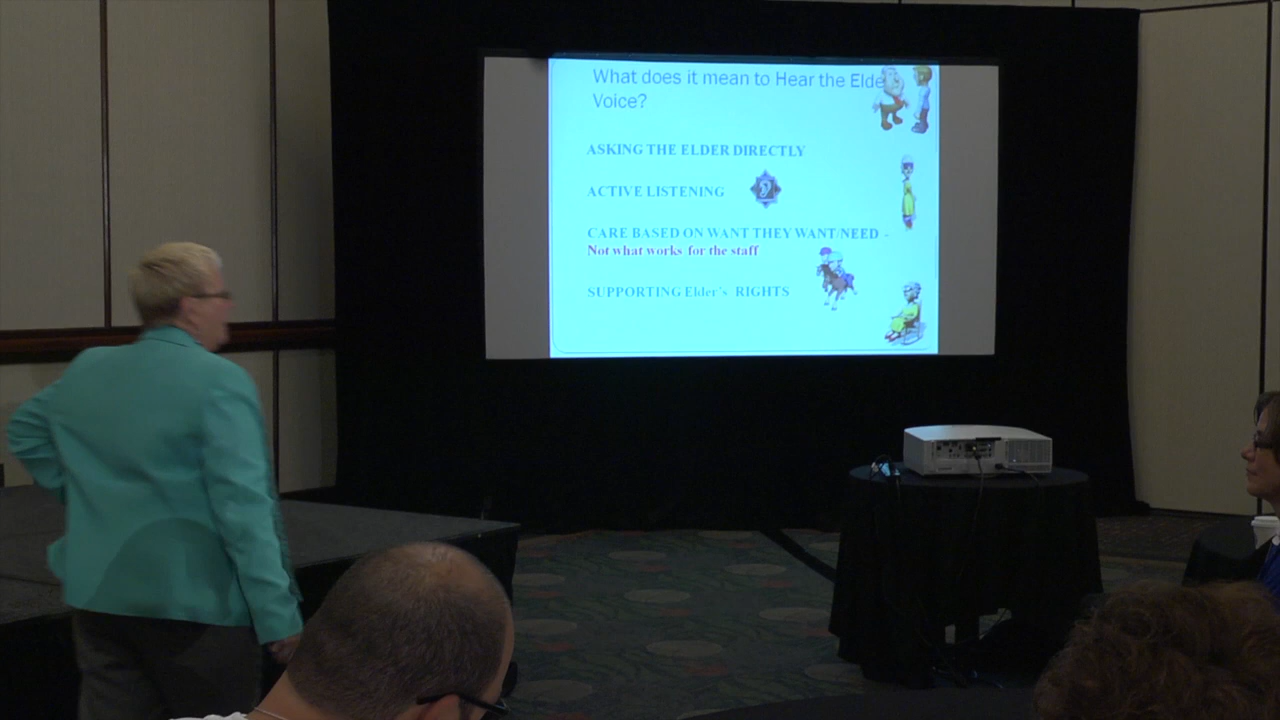 What does it mean to Hear the Elde
Voice?
ASKING THE ELDER DIRECTLY
ACTIVE LISTENING
CARE BASED ON WANT THEY WANT/NEED –
Not what works for the staff
SUPPORTING Elder's RIGHTS